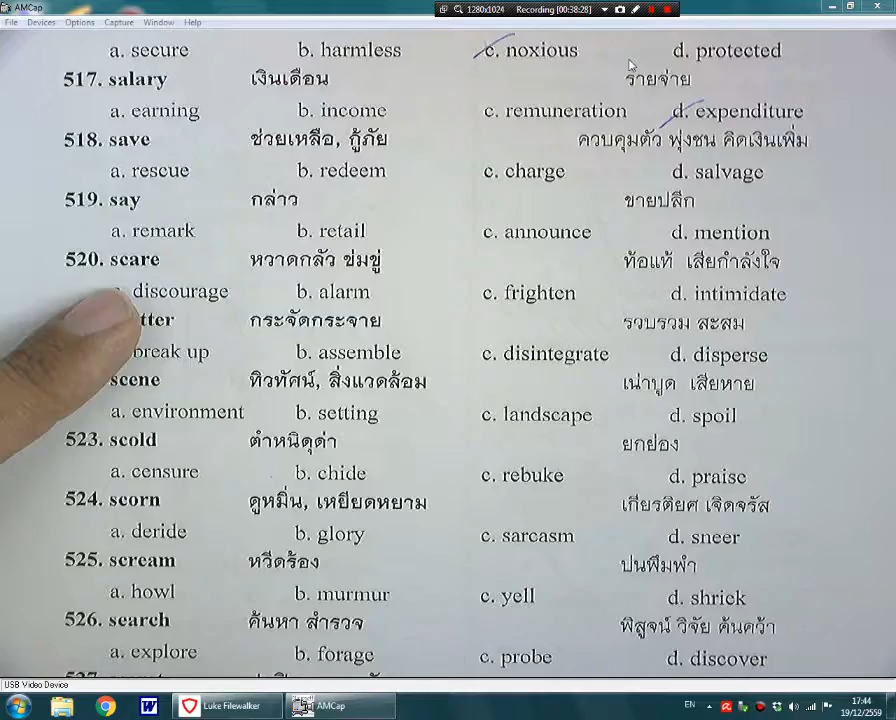 AMCap
1280x1024 Recording [00:38:28]
File Devices Options Capture Window Help
a. secure b. harmless c. noxious d. protected
517. salary เงินเดือน รายจ่าย
a. earning b. income c. remuneration d. expenditure
518. save ช่วยเหลือ, กู้ภัย ควบคุมตัว พุ่งชน คิดเงินเพิ่ม
a. rescue b. redeem c. charge d. salvage
519. say กล่าว ขายปลีก
a. remark b. retail c. announce d. mention
520. scare หวาดกลัว ข่มขู่ ท้อแท้ เสียกำลังใจ
discourage b. alarm c. frighten d. intimidate
tter กระจัดกระจาย รวบรวม สะสม
break up b. assemble c. disintegrate d. disperse
scene ทิวทัศน์, สิ่งแวดล้อม เน่าบูด เสียหาย
a. environment b. setting c. landscape d. spoil
523. scold ตำหนิดุด่า ยกย่อง
a. censure b. chide c. rebuke d. praise
524. scorn ดูหมิ่น, เหยียดหยาม เกียรติยศ เจิดจรัส
a. deride b. glory c. sarcasm d. sneer
525. scream หวีดร้อง บ่นพึมพำ
a. howl b. murmur c. yell d. shriek
526. search ค้นหา สำรวจ พิสูจน์ วิจัย ค้นคว้า
a. explore b. forage c. probe d. discover
USB Video Device
Luke Filewalker AMCap EN 17:44
19/12/2559